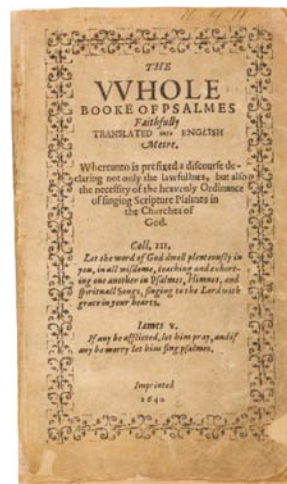 THE
VVHOLE
BOOKE OF PSALMES
Faithfully
TRANSLATED into ENGLISH
Metre.
Whereunto is prefixed a discourse de-
claring not only the lawfullnes, but also
the necessity of the heavenly Ordinance
of singing Scripture Psalmes in
the Churches of
God.
Coll. III.
Let the word of God dwell plenteously in
you, in all wisdome, teaching and exhort-
ing one another in Psalmes, Himnes, and
spirituall Songs, singing to the Lord with
grace in your hearts.
Iames v.
If any be afflicted, let him pray, and if
any be merry let him sing psalmes.
Imprinted
1640